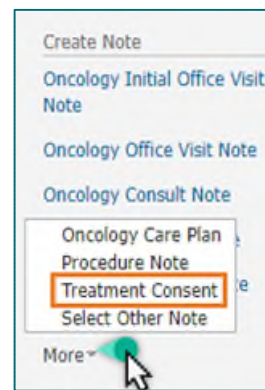 Create Note
Oncology Initial Office Visit
Note
Oncology Office Visit Note
Oncology Consult Note
Oncology Care Plan
Procedure Note
Treatment Consent
Select Other Note
More